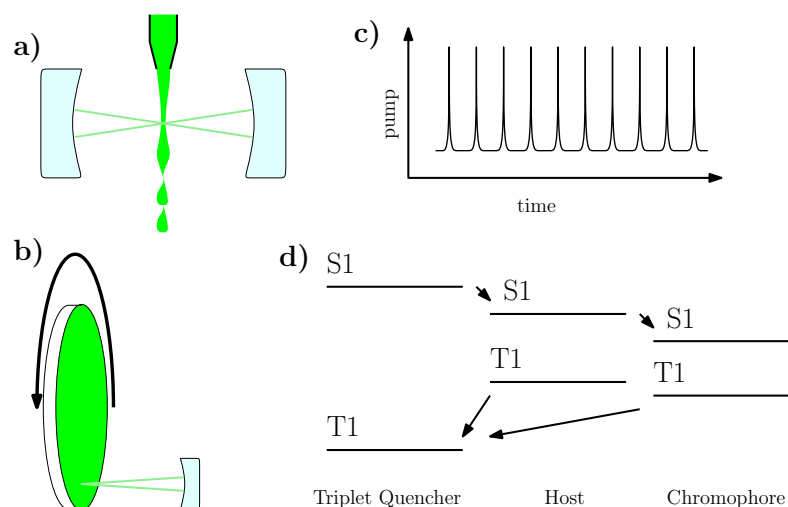 a)
c)
pump
time
b)
d)
S1
S1
S1
T1
T1
T1
Triplet Quencher
Host
Chromophore